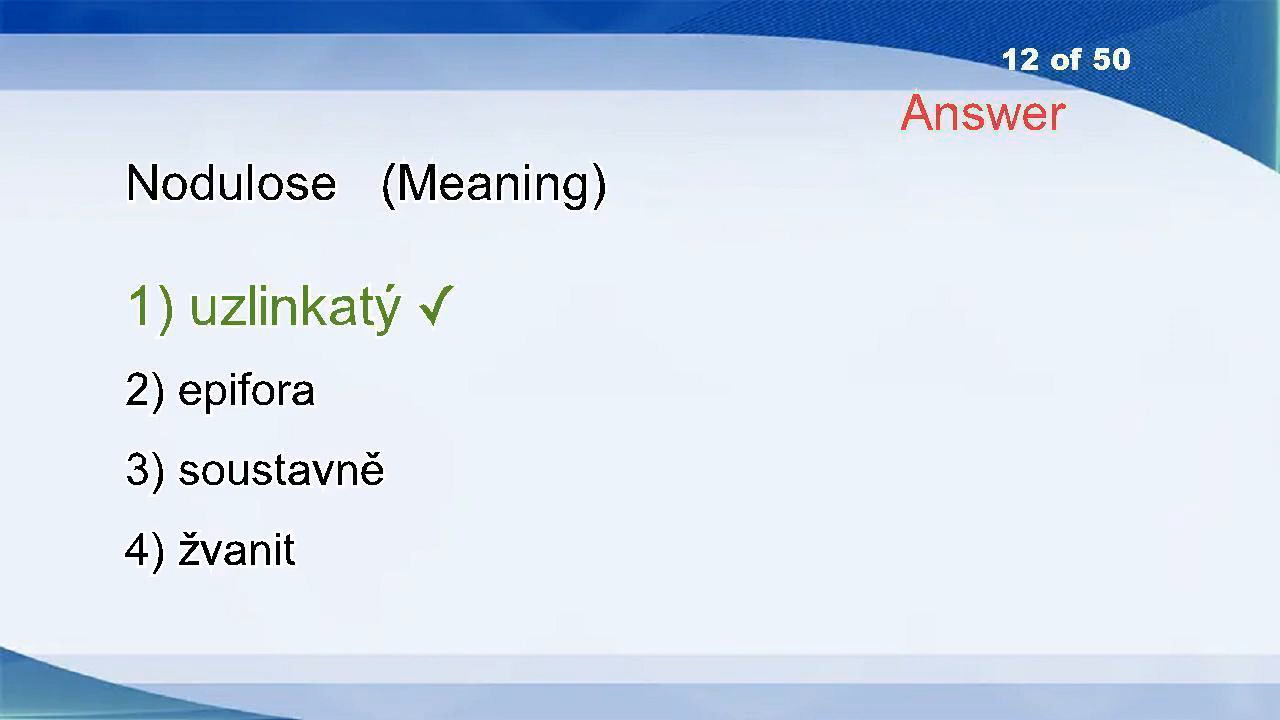 12 of 50
Answer
Nodulose (Meaning)
1) uzlinkatý ✓
2) epifora
3) soustavně
4) žvanit